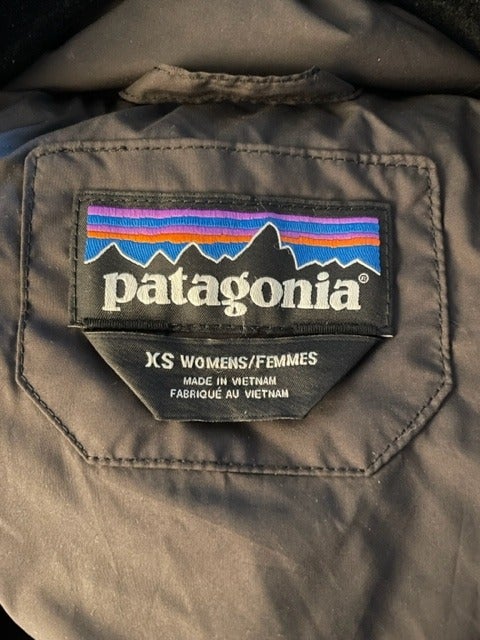 patagonia®
XS WOMENS/FEMMES
MADE IN VIETNAM
FABRIQUÉ AU VIETNAM